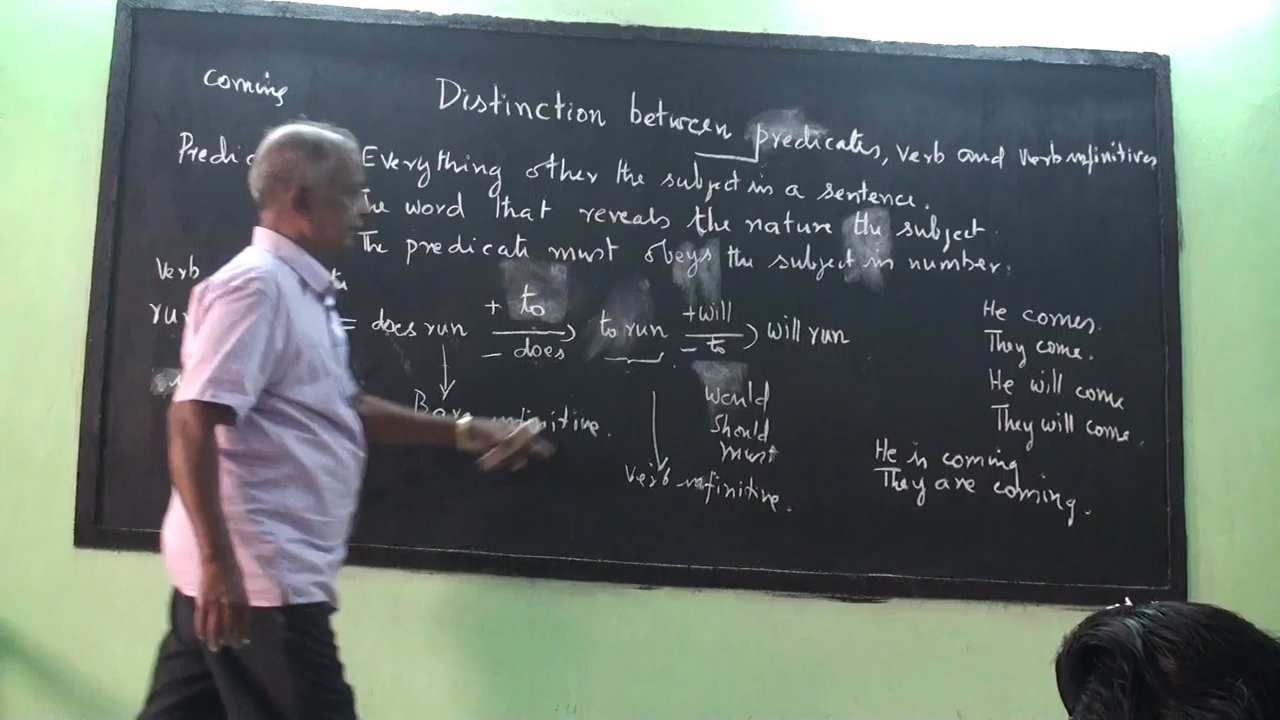 coming
Distinction between predicates, verb and verb infinitives
Everything other the subject in a sentence.
The word that reveals the nature the subject.
The predicate must obeys the subject in number.
Verb
= does run + to - does to run + will - to will run
Bare infinitive.
Would
Should
must
Verb infinitive.
He comes.
They come.
He will come
They will come.
He is coming
They are coming.